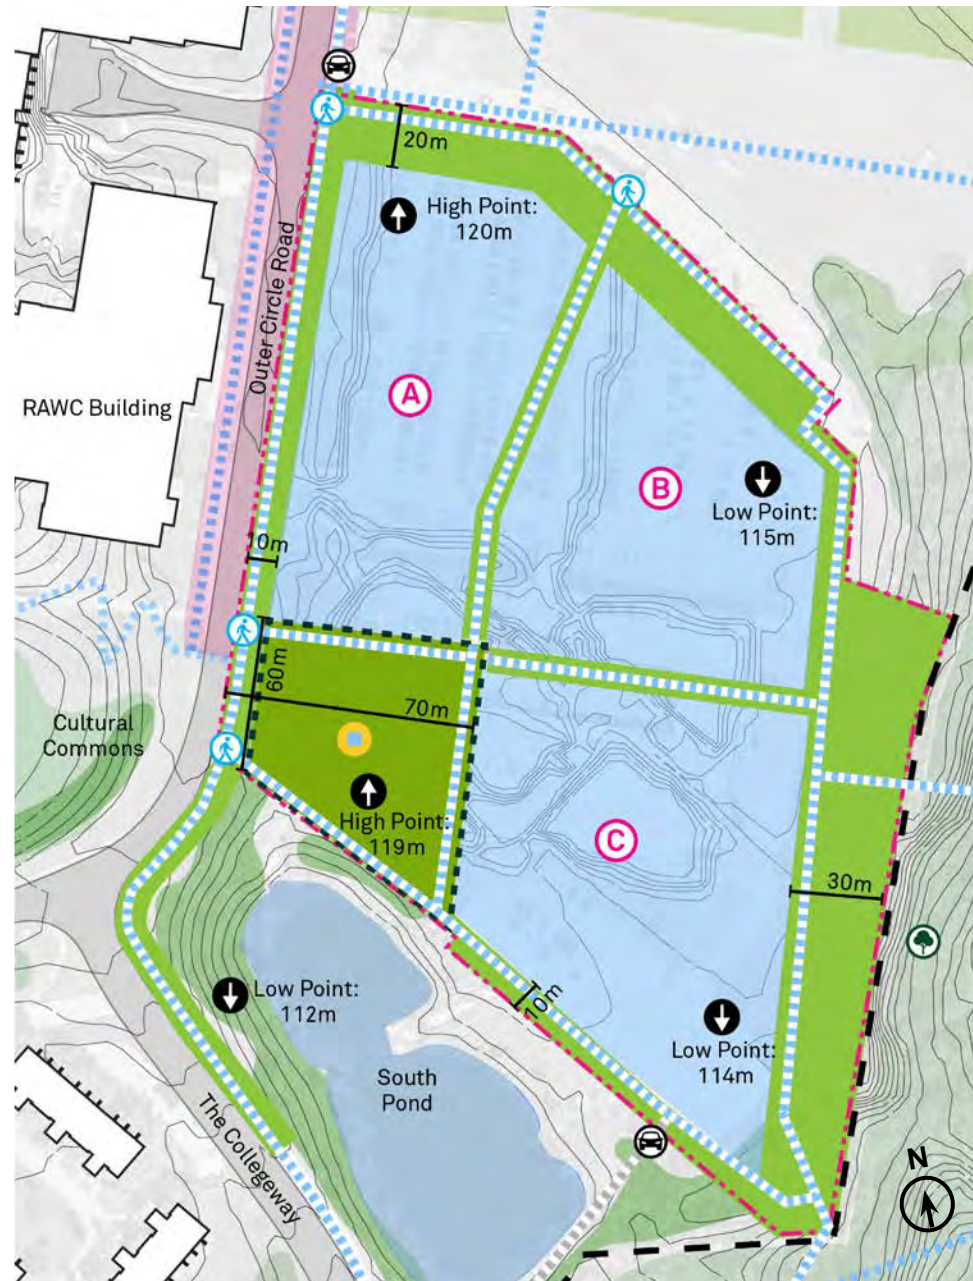 20m
High Point:
120m
Outer Circle Road
A
RAWC Building
B
Low Point:
115m
0m
60m
70m
Cultural
Commons
High Point:
119m
C
30m
Low Point:
112m
10m
Low Point:
114m
South
Pond
The Collegeway
N